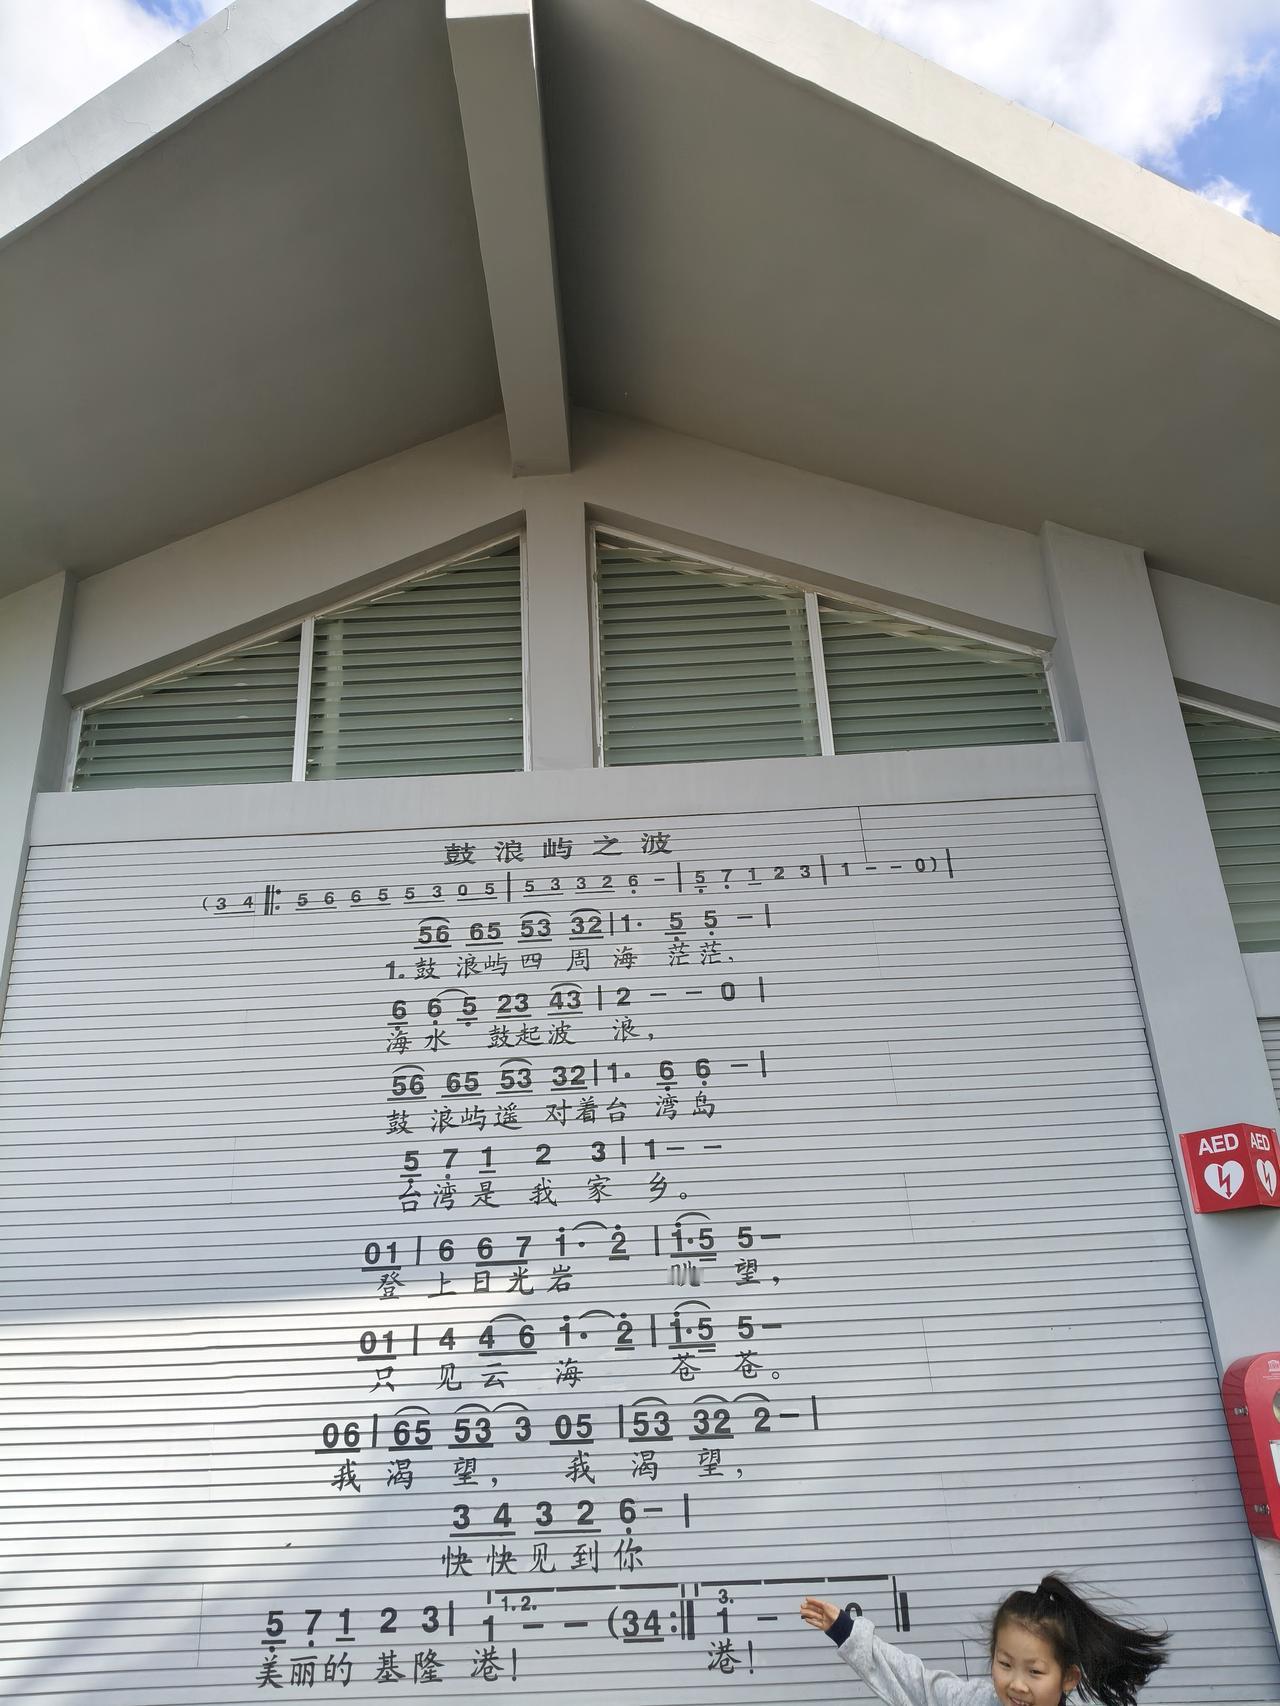 鼓浪屿之波
(3 4 ‖: 5 6 6 5 5 3 0 5 | 5 3 3 2 6 - | 5 7 1 2 3 | 1 - - 0) |
56 65 53 32 | 1· 5 5 - |
1.鼓浪屿四周海茫茫,
6 6 5 23 43 | 2 - - 0 |
海水鼓起波浪,
56 65 53 32 | 1· 6 6 - |
鼓浪屿遥对着台湾岛
5 7 1 2 3 | 1 - -
台湾是我家乡。
01 | 6 6 7 i· 2 | i·5 5 -
登上日光岩 望,
01 | 4 4 6 i· 2 | i·5 5 -
只见云海苍苍。
06 | 65 53 3 05 | 53 32 2 - |
我渴望, 我渴望,
3 4 3 2 6 - |
快快见到你
1.2. 3.
5 7 1 2 3 | 1 - - (34 :‖ 1 - 0 ‖
美丽的基隆港! 港!
AED AED